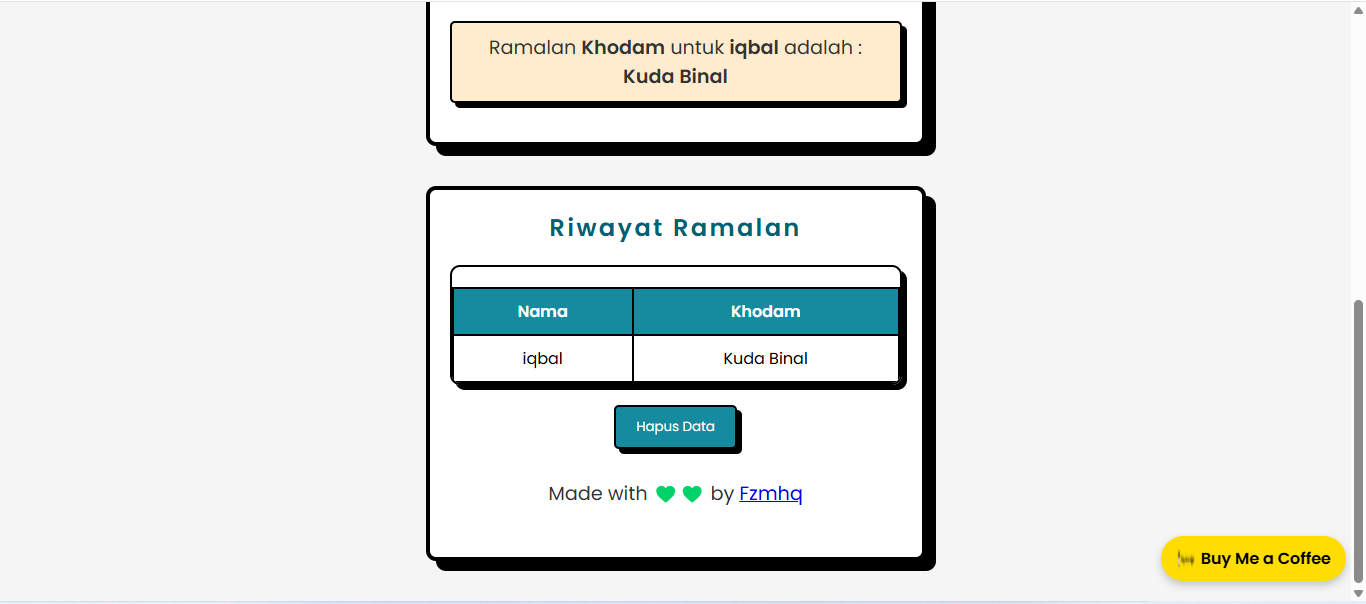 Ramalan Khodam untuk iqbal adalah :
Kuda Binal
Riwayat Ramalan
Nama Khodam
iqbal Kuda Binal
Hapus Data
Made with 💚 💚 by Fzmhq
Buy Me a Coffee